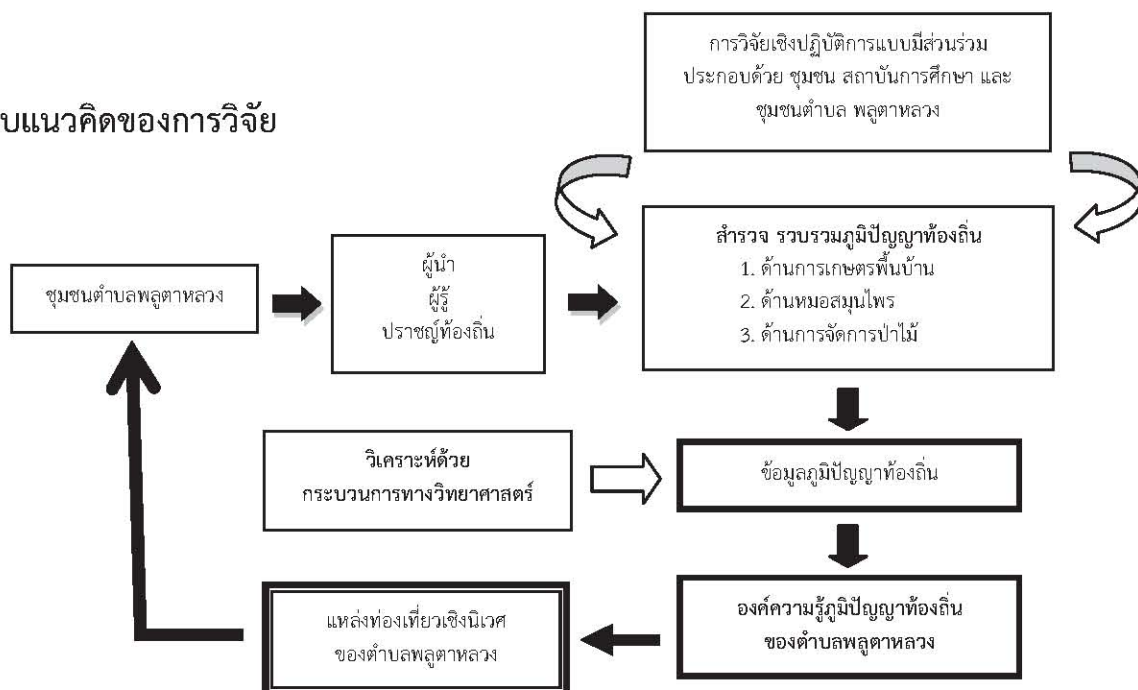 การวิจัยเชิงปฏิบัติการแบบมีส่วนร่วม
ประกอบด้วย ชุมชน สถาบันการศึกษา และ
ชุมชนตำบล พลูตาหลวง
บแนวคิดของการวิจัย
ชุมชนตำบลพลูตาหลวง
ผู้นำ
ผู้รู้
ปราชญ์ท้องถิ่น
สำรวจ รวบรวมภูมิปัญญาท้องถิ่น
1. ด้านการเกษตรพื้นบ้าน
2. ด้านหมอสมุนไพร
3. ด้านการจัดการป่าไม้
วิเคราะห์ด้วย
กระบวนการทางวิทยาศาสตร์
ข้อมูลภูมิปัญญาท้องถิ่น
แหล่งท่องเที่ยวเชิงนิเวศ
ของตำบลพลูตาหลวง
องค์ความรู้ภูมิปัญญาท้องถิ่น
ของตำบลพลูตาหลวง